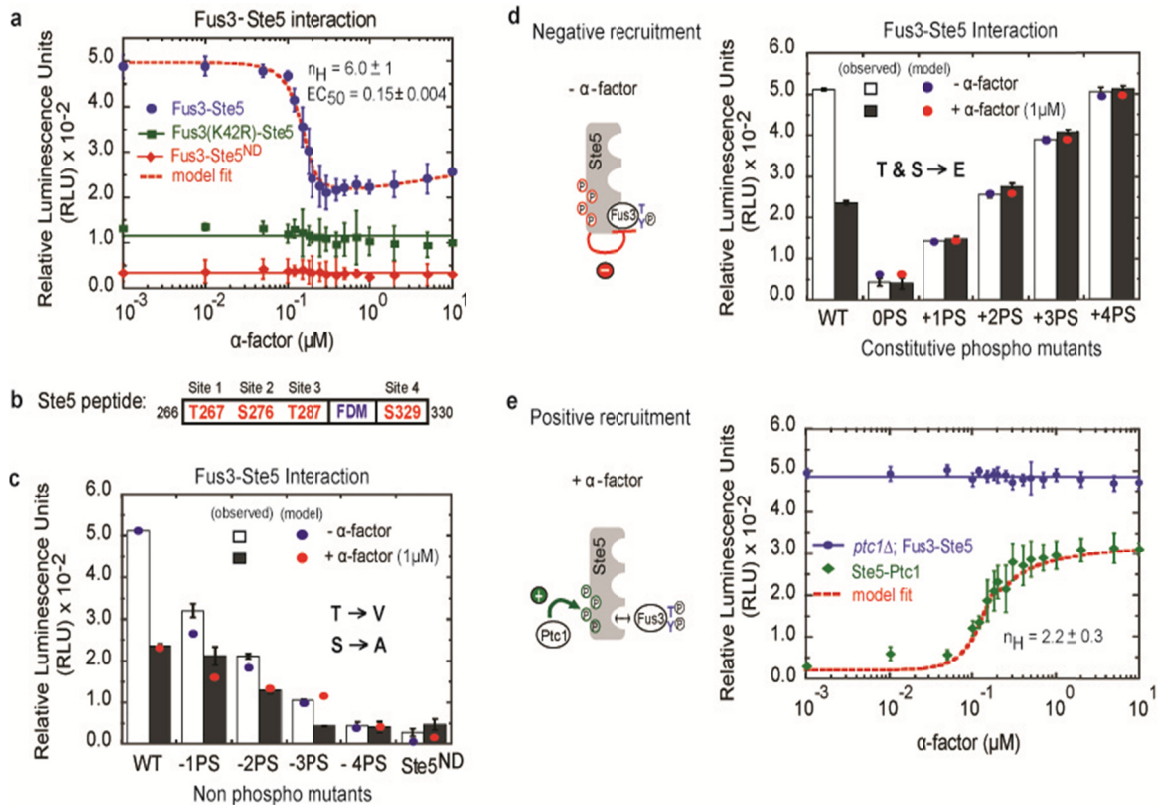 a
Fus3-Ste5 interaction
Relative Luminescence Units
(RLU) x 10-2
5.0
4.0
3.0
2.0
1.0
0.0
nH = 6.0 ± 1
EC50 = 0.15± 0.004
Fus3-Ste5
Fus3(K42R)-Ste5
Fus3-Ste5ND
model fit
10-3 10-2 10-1 100 101
α-factor (µM)
b
Ste5 peptide:
Site 1 Site 2 Site 3 Site 4
266 T267 S276 T287 FDM S329 330
c
Fus3-Ste5 Interaction
Relative Luminescence Units
(RLU) x 10-2
6.0
5.0
4.0
3.0
2.0
1.0
0.0
(observed) (model)
- α-factor
+ α-factor (1µM)
T → V
S → A
WT -1PS -2PS -3PS - 4PS Ste5ND
Non phospho mutants
d
Negative recruitment
- α-factor
Ste5
P
P
P
P
Fus3
T
Y P
−
Fus3-Ste5 Interaction
Relative Luminescence Units
(RLU) x 10-2
6.0
5.0
4.0
3.0
2.0
1.0
0.0
(observed) (model)
- α-factor
+ α-factor (1µM)
T & S → E
WT 0PS +1PS +2PS +3PS +4PS
Constitutive phospho mutants
e
Positive recruitment
+ α-factor
Ste5
+
P
P
P
P
Ptc1
Fus3
T P
Y P
Relative Luminescence Units
(RLU) x 10-2
6.0
5.0
4.0
3.0
2.0
1.0
0.0
ptc1Δ; Fus3-Ste5
Ste5-Ptc1
model fit
nH = 2.2 ± 0.3
10-3 10-2 10-1 100 101
α-factor (µM)